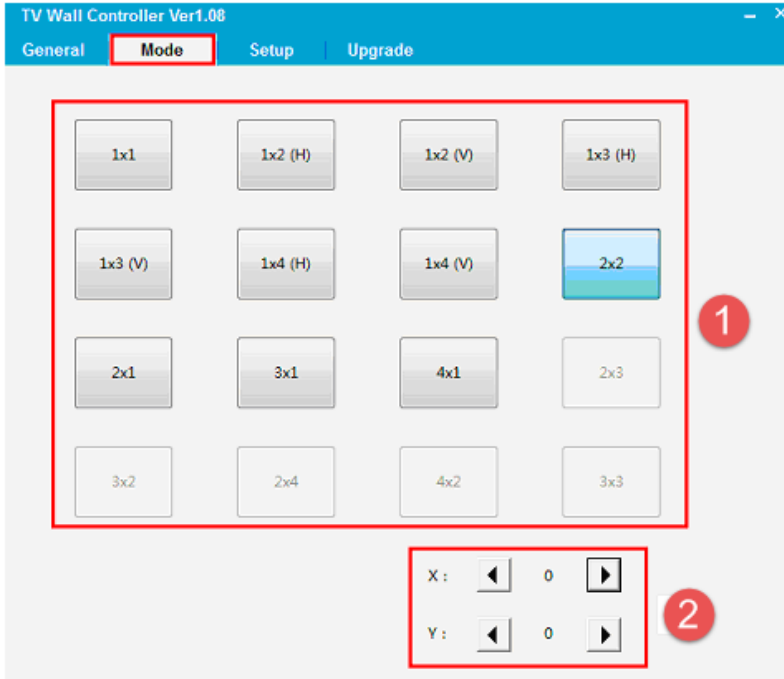 TV Wall Controller Ver1.08
General Mode Setup Upgrade
1x1 1x2 (H) 1x2 (V) 1x3 (H)
1x3 (V) 1x4 (H) 1x4 (V) 2x2
1
2x1 3x1 4x1 2x3
3x2 2x4 4x2 3x3
X : 0
2
Y : 0